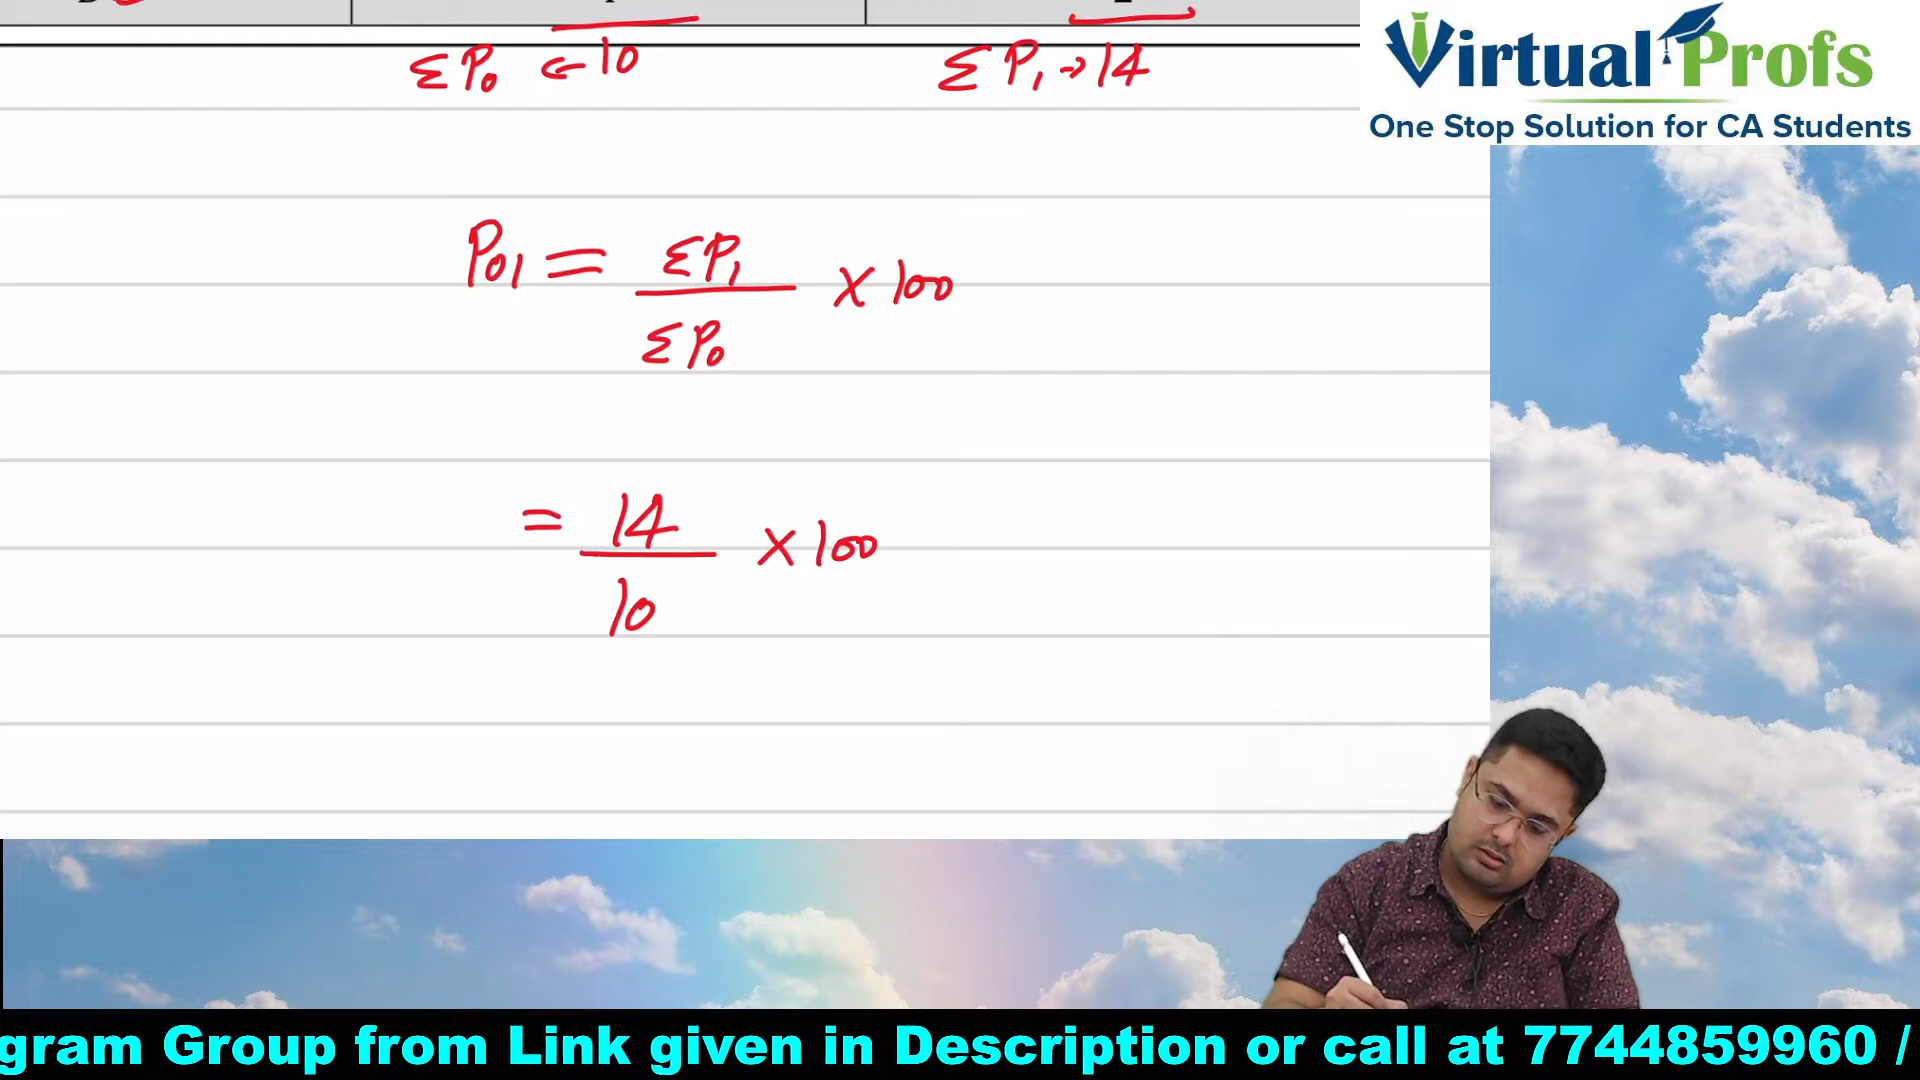 ΣP₀ ← 10
ΣP₁ → 14
Virtual Profs
One Stop Solution for CA Students
P₀₁ = ΣP₁ / ΣP₀ × 100
= 14 / 10 × 100
gram Group from Link given in Description or call at 7744859960 /